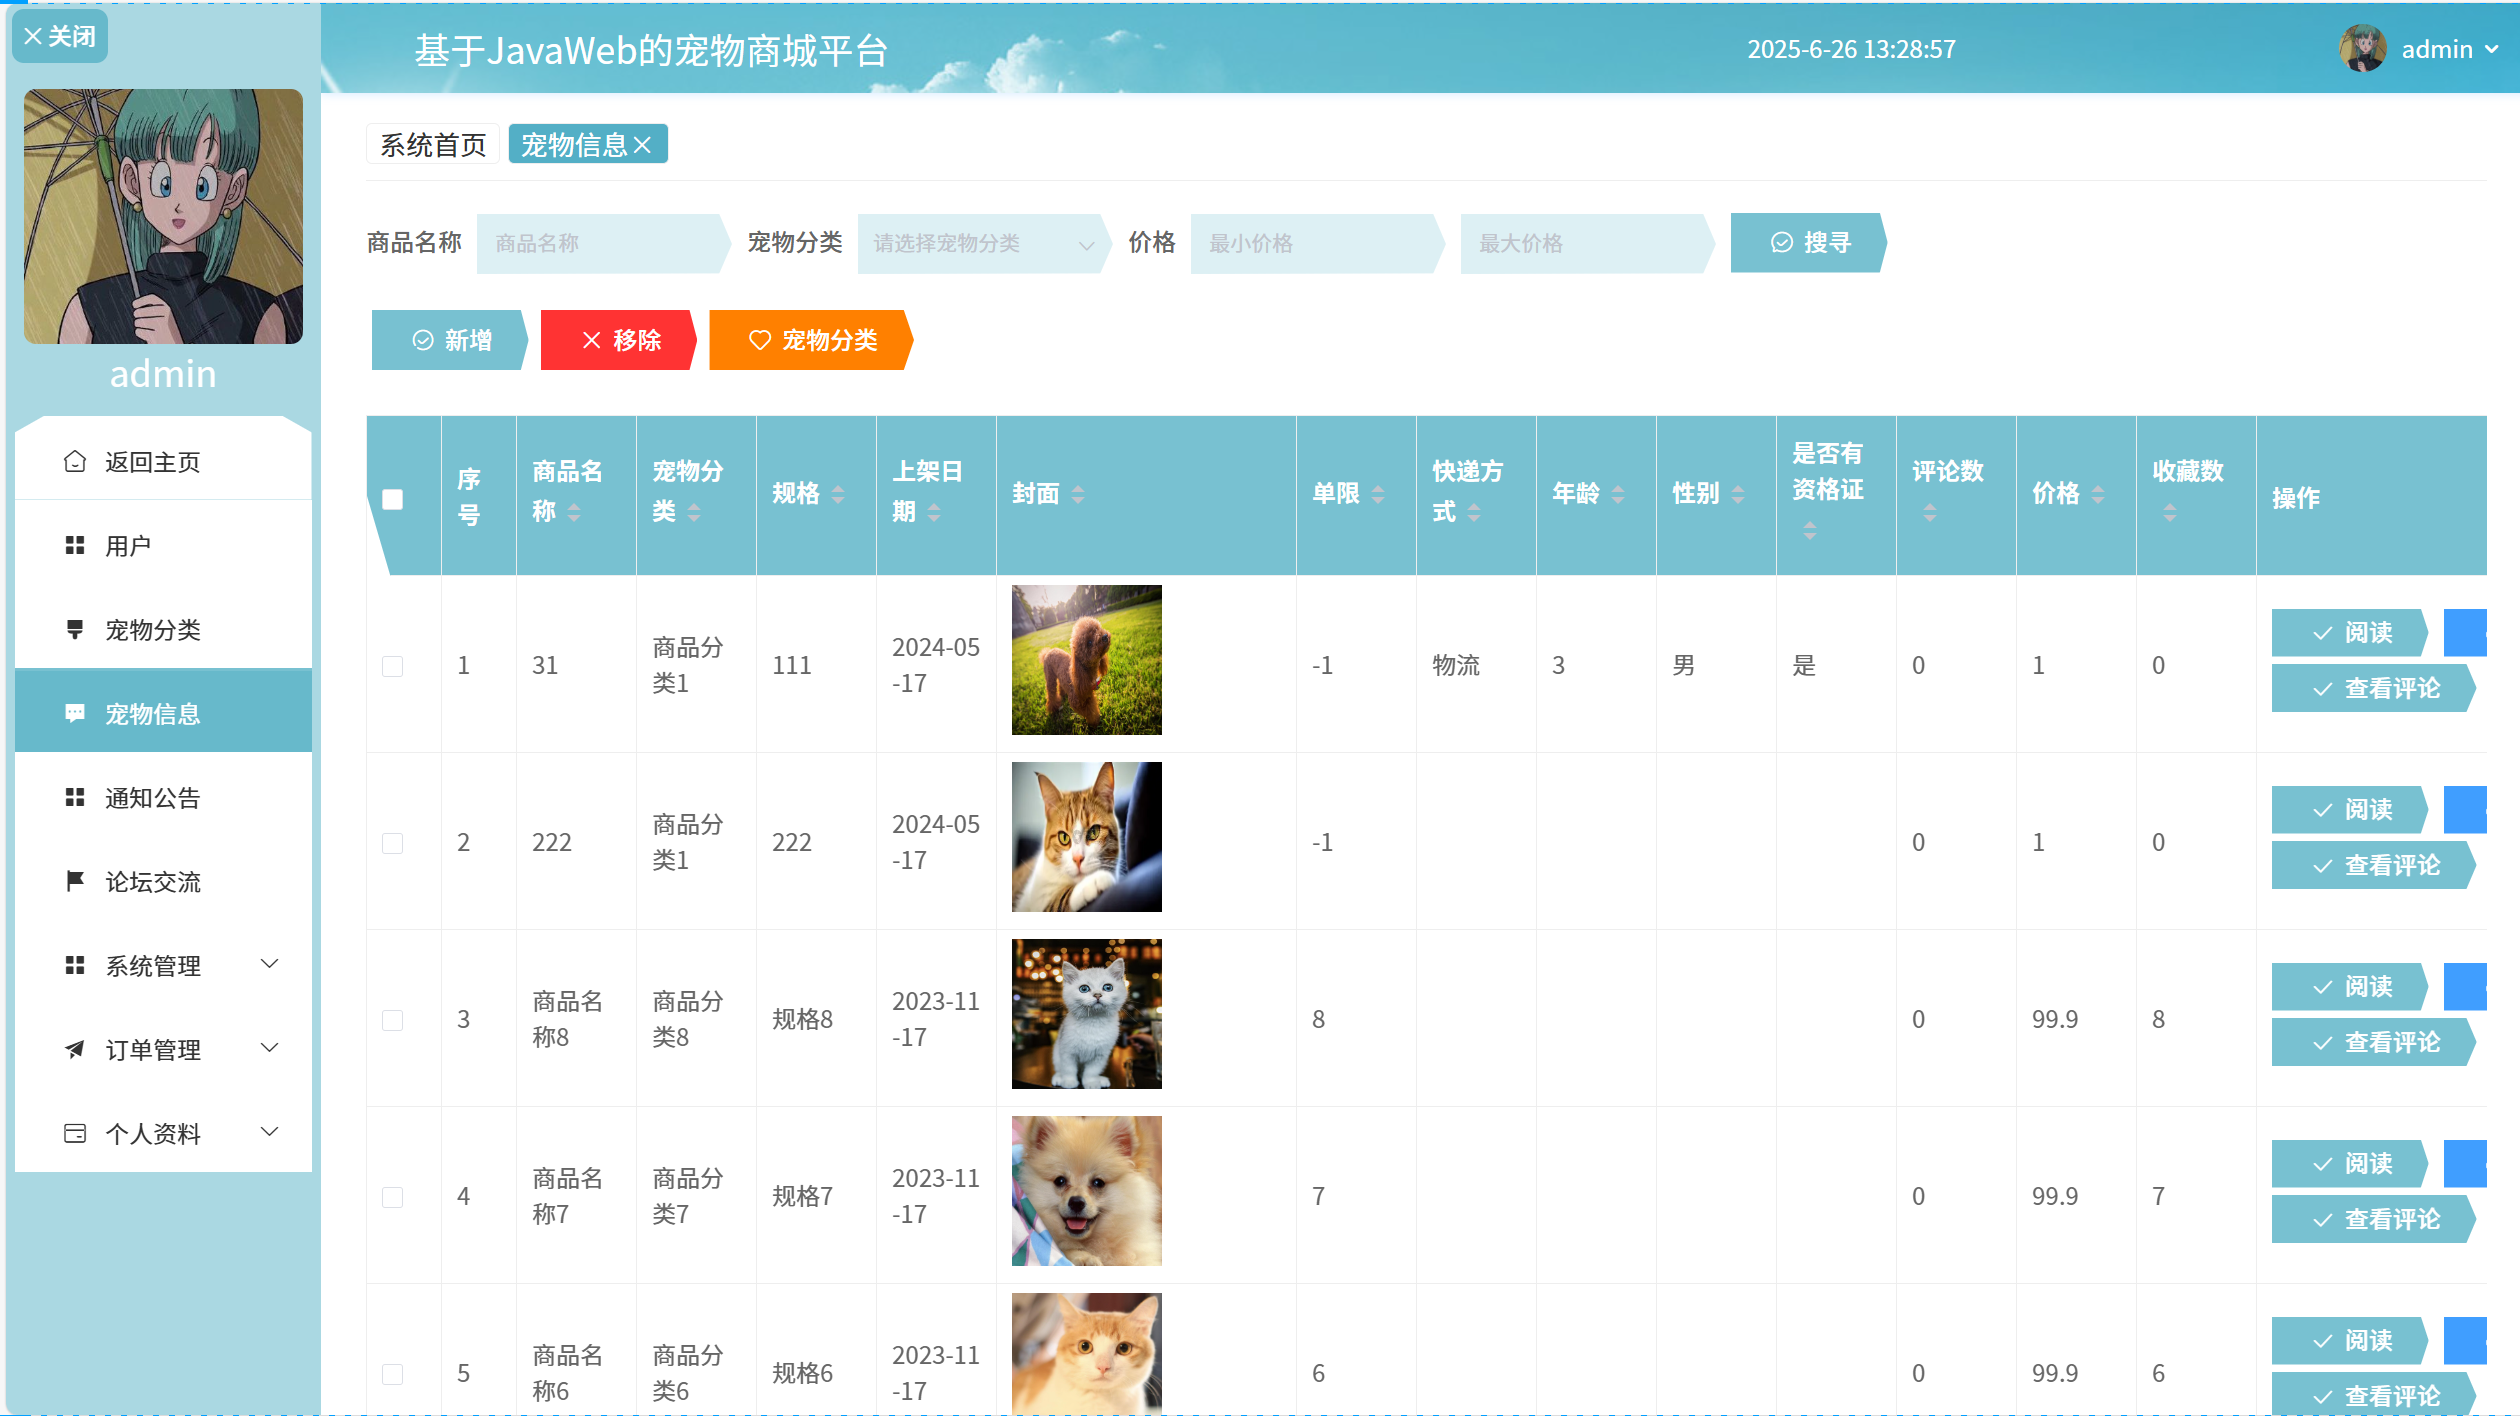 关闭
基于JavaWeb的宠物商城平台
2025-6-26 13:28:57
admin
admin
返回主页
用户
宠物分类
宠物信息
通知公告
论坛交流
系统管理
订单管理
个人资料
系统首页
宠物信息
商品名称 商品名称 宠物分类 请选择宠物分类 价格 最小价格 最大价格 搜寻
新增 移除 宠物分类
序号 商品名称 宠物分类 规格 上架日期 封面 单限 快递方式 年龄 性别 是否有资格证 评论数 价格 收藏数 操作
1 31 商品分类1 111 2024-05-17 -1 物流 3 男 是 0 1 0 阅读
查看评论
2 222 商品分类1 222 2024-05-17 -1 0 1 0 阅读
查看评论
3 商品名称8 商品分类8 规格8 2023-11-17 8 0 99.9 8 阅读
查看评论
4 商品名称7 商品分类7 规格7 2023-11-17 7 0 99.9 7 阅读
查看评论
5 商品名称6 商品分类6 规格6 2023-11-17 6 0 99.9 6 阅读
查看评论